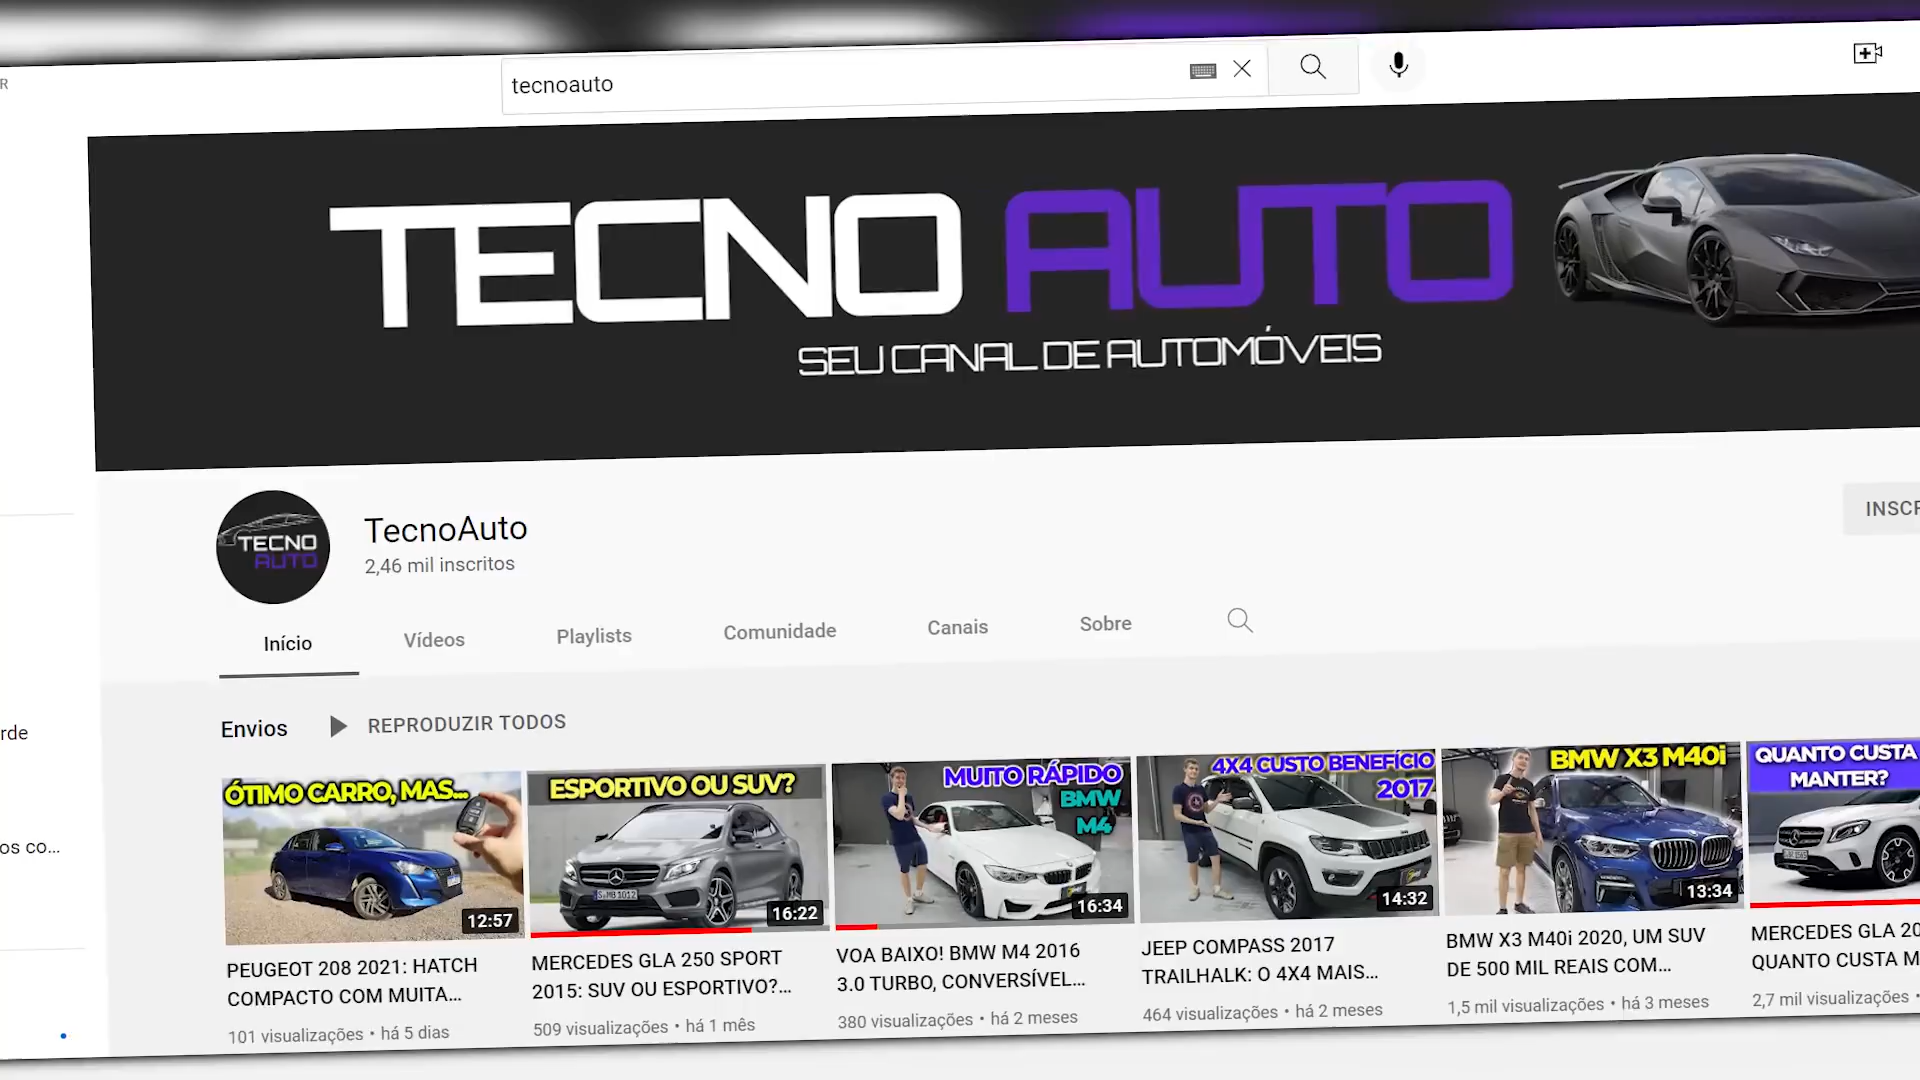 R
tecnoauto
TECNO AUTO
SEU CANAL DE AUTOMÓVEIS
TECNO
AUTO
TecnoAuto
2,46 mil inscritos
INSCR
Início
Vídeos
Playlists
Comunidade
Canais
Sobre
rde
os co...
Envios
REPRODUZIR TODOS
ÓTIMO CARRO, MAS...
12:57
PEUGEOT 208 2021: HATCH
COMPACTO COM MUITA...
101 visualizações • há 5 dias
ESPORTIVO OU SUV?
S·MB 1012
16:22
MERCEDES GLA 250 SPORT
2015: SUV OU ESPORTIVO?...
509 visualizações • há 1 mês
MUITO RÁPIDO
BMW
M4
16:34
VOA BAIXO! BMW M4 2016
3.0 TURBO, CONVERSÍVEL...
380 visualizações • há 2 meses
4X4 CUSTO BENEFÍCIO
2017
14:32
JEEP COMPASS 2017
TRAILHALK: O 4X4 MAIS...
464 visualizações • há 2 meses
BMW X3 M40i
13:34
BMW X3 M40i 2020, UM SUV
DE 500 MIL REAIS COM...
1,5 mil visualizações • há 3 meses
QUANTO CUSTA
MANTER?
MERCEDES GLA 20
QUANTO CUSTA M
2,7 mil visualizações •